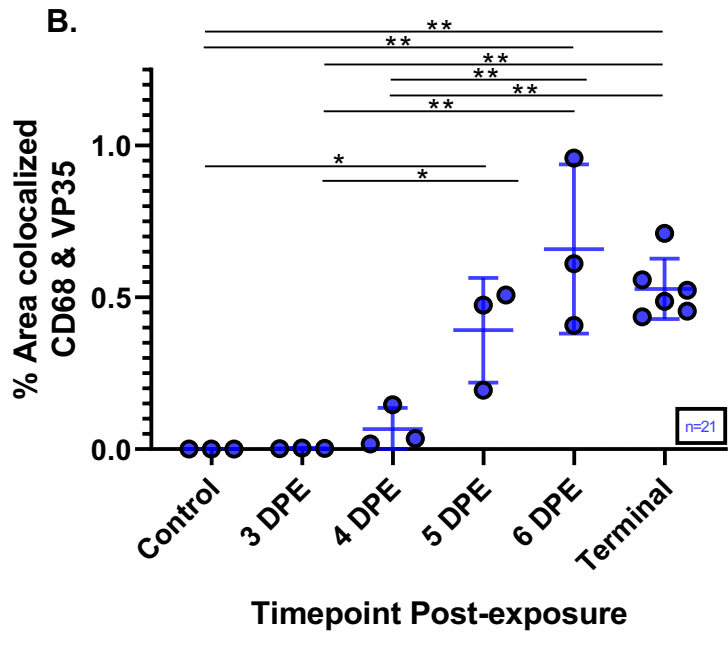 B.
**
**
**
**
**
**
*
*
% Area colocalized
CD68 & VP35
1.0
0.5
0.0
n=21
Control
3 DPE
4 DPE
5 DPE
6 DPE
Terminal
Timepoint Post-exposure